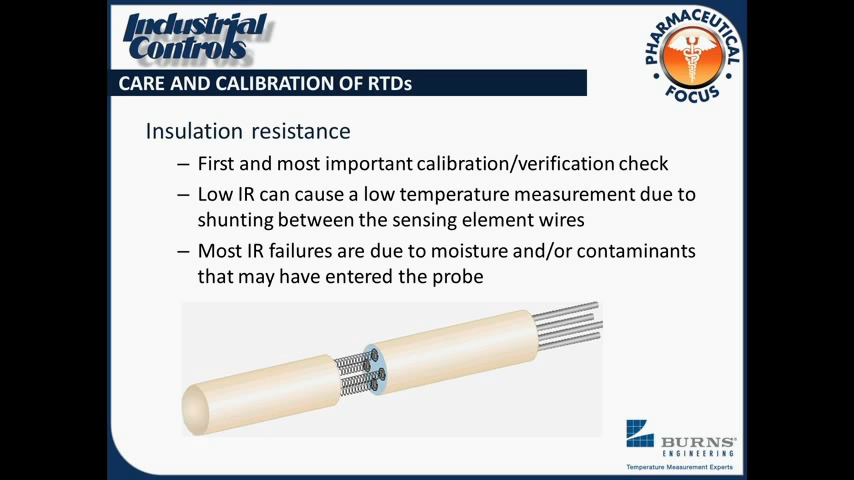 Industrial
Controls
PHARMACEUTICAL
• FOCUS •
CARE AND CALIBRATION OF RTDs
Insulation resistance
– First and most important calibration/verification check
– Low IR can cause a low temperature measurement due to
shunting between the sensing element wires
– Most IR failures are due to moisture and/or contaminants
that may have entered the probe
BURNS®
ENGINEERING
Temperature Measurement Experts